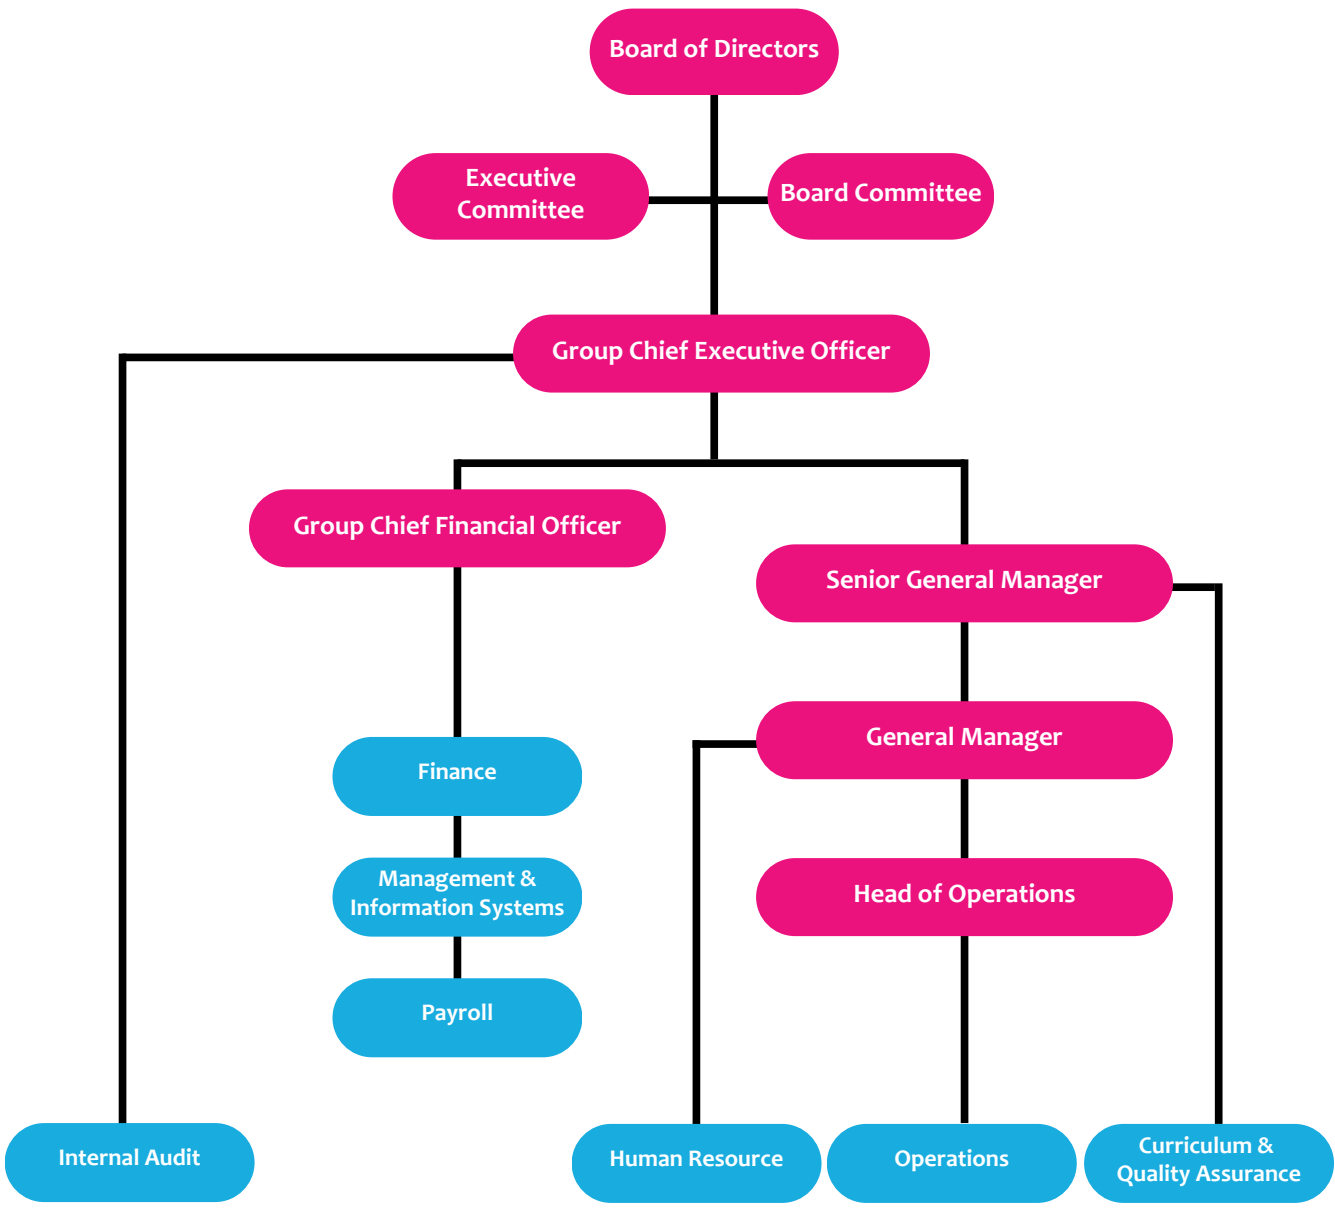 Board of Directors
Executive
Committee
Board Committee
Group Chief Executive Officer
Group Chief Financial Officer
Senior General Manager
General Manager
Finance
Management &
Information Systems
Head of Operations
Payroll
Internal Audit
Human Resource
Operations
Curriculum &
Quality Assurance